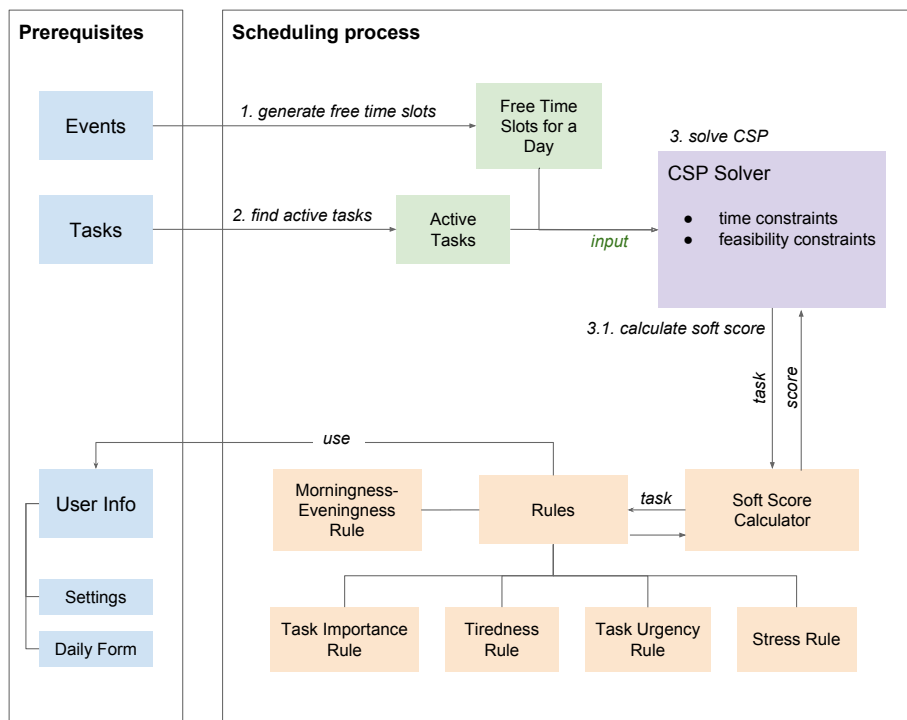 Prerequisites
Scheduling process
Events
1. generate free time slots
Free Time
Slots for a
Day
3. solve CSP
CSP Solver
● time constraints
● feasibility constraints
Tasks
2. find active tasks
Active
Tasks
input
3.1. calculate soft score
task
score
use
User Info
Morningness-
Eveningness
Rule
Rules
task
Soft Score
Calculator
Settings
Daily Form
Task Importance
Rule
Tiredness
Rule
Task Urgency
Rule
Stress Rule